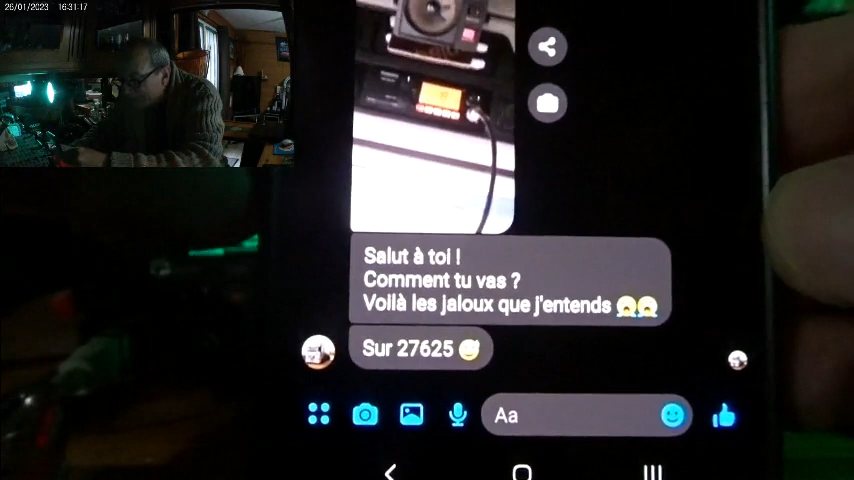 26/01/2023 16:31:17
Salut à toi !
Comment tu vas ?
Voilà les jaloux que j'entends 😭😭
Sur 27625 😅
Aa